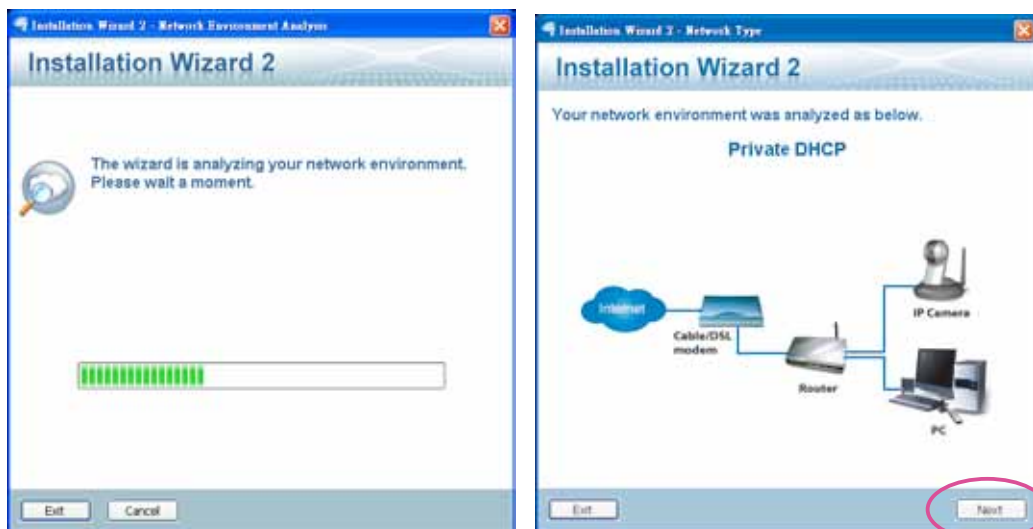 Installation Wizard 2 - Network Environment Analysis
Installation Wizard 2
The wizard is analyzing your network environment.
Please wait a moment.
Exit
Cancel
Installation Wizard 2 - Network Type
Installation Wizard 2
Your network environment was analyzed as below.
Private DHCP
Internet
Cable/DSL
modem
Router
IP Camera
PC
Exit
Next